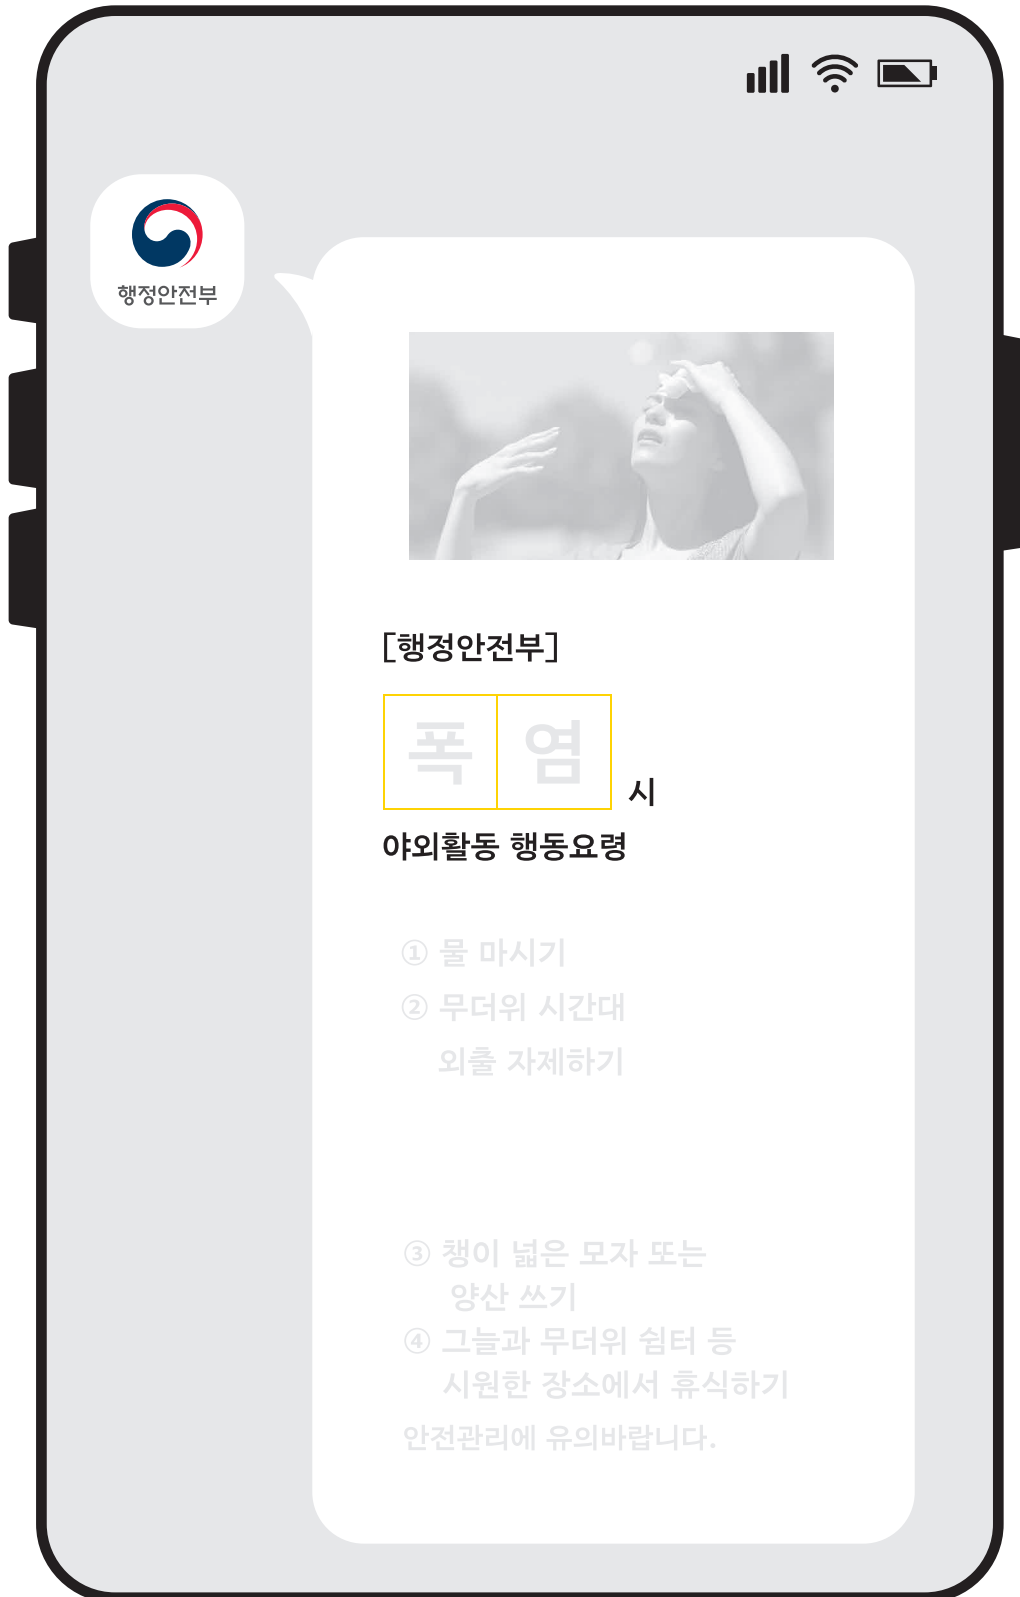 행정안전부
[행정안전부]
폭염 시
야외활동 행동요령
① 물 마시기
② 무더위 시간대
외출 자제하기
③ 챙이 넓은 모자 또는
양산 쓰기
④ 그늘과 무더위 쉼터 등
시원한 장소에서 휴식하기
안전관리에 유의바랍니다.